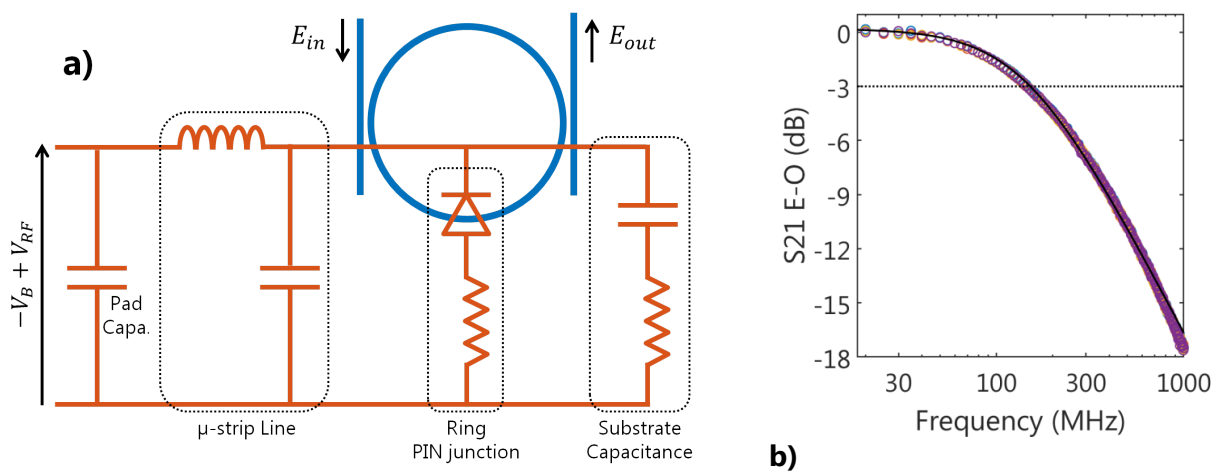 a)
E_in
E_out
−V_B + V_RF
Pad
Capa.
μ-strip Line
Ring
PIN junction
Substrate
Capacitance
b)
S21 E-O (dB)
0
-3
-6
-9
-12
-15
-18
30
100
300
1000
Frequency (MHz)